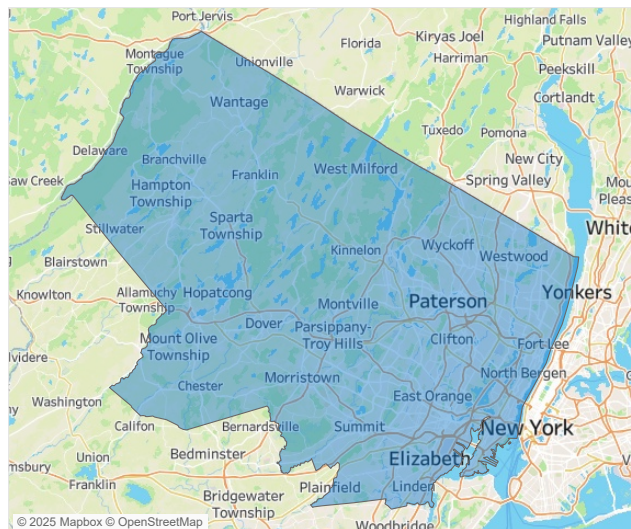 Port Jervis
Highland Falls
Kiryas Joel
Putnam Valley
Florida
Montague
Township
Unionville
Harriman
Peekskill
Warwick
Cortlandt
Wantage
Tuxedo
Pomona
Delaware
New City
Branchville
West Milford
Saw Creek
Franklin
Spring Valley
Mou
Pleas
Hampton
Township
Stillwater
Sparta
Township
White
Wyckoff
Westwood
Kinnelon
Blairstown
Knowlton
Allamuchy
Township
Hopatcong
Yonkers
Montville
Paterson
Dover
Parsippany-
Troy Hills
Clifton
Fort Lee
Mount Olive
Township
elvidere
North Bergen
Morristown
Chester
East Orange
Washington
Califon
Bernardsville
Summit
New York
Bedminster
Union
Elizabeth
msburg
Franklin
Plainfield
Linden
Bridgewater
Township
Woodbridge
© 2025 Mapbox © OpenStreetMap